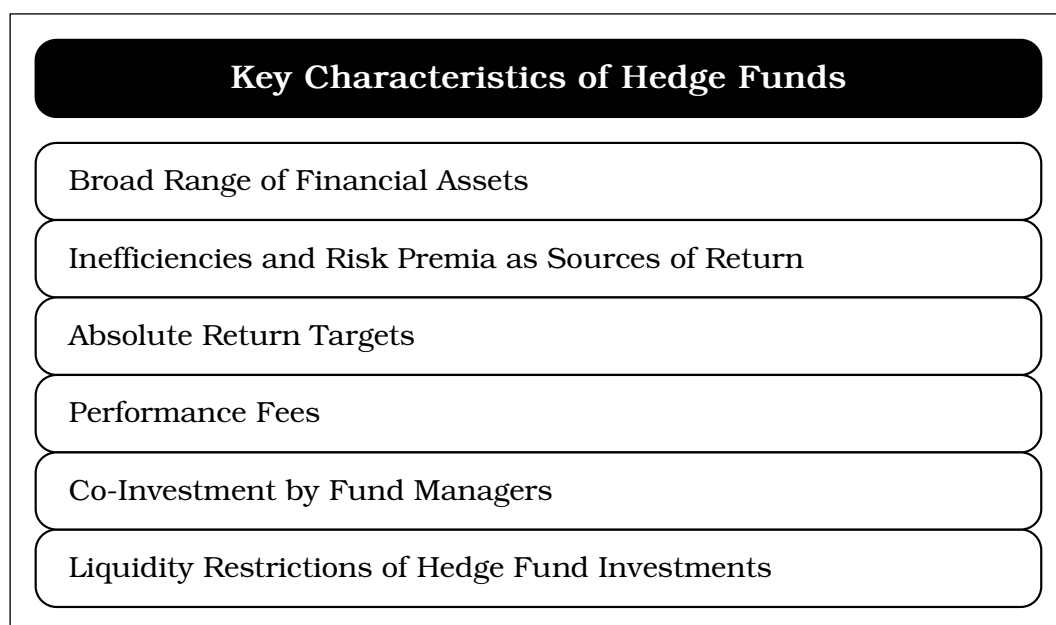 Key Characteristics of Hedge Funds
Broad Range of Financial Assets
Inefficiencies and Risk Premia as Sources of Return
Absolute Return Targets
Performance Fees
Co-Investment by Fund Managers
Liquidity Restrictions of Hedge Fund Investments